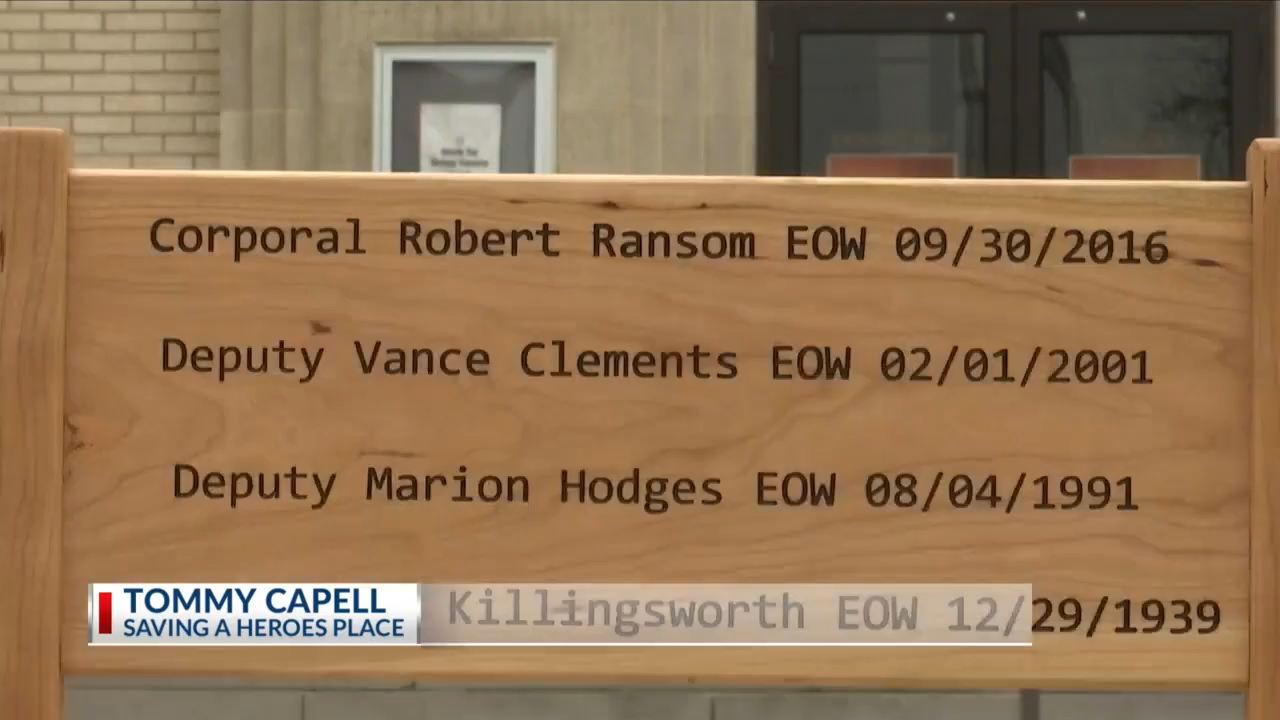 Corporal Robert Ransom EOW 09/30/2016
Deputy Vance Clements EOW 02/01/2001
Deputy Marion Hodges EOW 08/04/1991
Killingsworth EOW 12/29/1939
TOMMY CAPELL
SAVING A HEROES PLACE